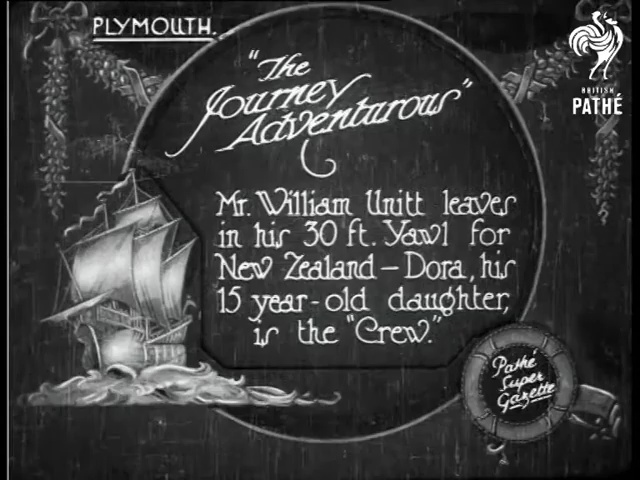 PLYMOUTH.
BRITISH
PATHÉ
"The
Journey
Adventurous"
Mr. William Unitt leaves
in his 30 ft. Yawl for
New Zealand – Dora, his
15 year-old daughter,
is the "Crew."
Pathé
Super
Gazette